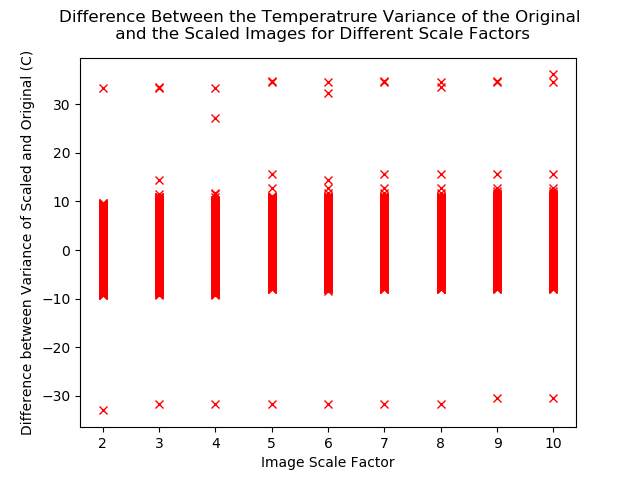 Difference Between the Temperatrure Variance of the Original
and the Scaled Images for Different Scale Factors
Difference between Variance of Scaled and Original (C)
30
20
10
0
−10
−20
−30
2 3 4 5 6 7 8 9 10
Image Scale Factor